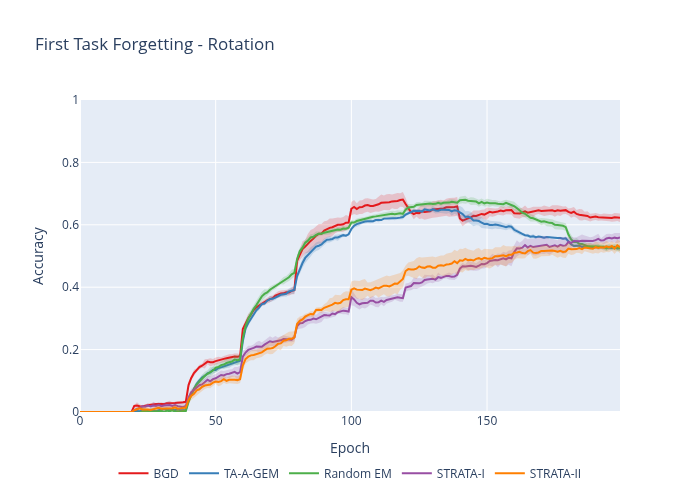 First Task Forgetting - Rotation
Accuracy
1
0.8
0.6
0.4
0.2
0
0 50 100 150
Epoch
BGD TA-A-GEM Random EM STRATA-I STRATA-II